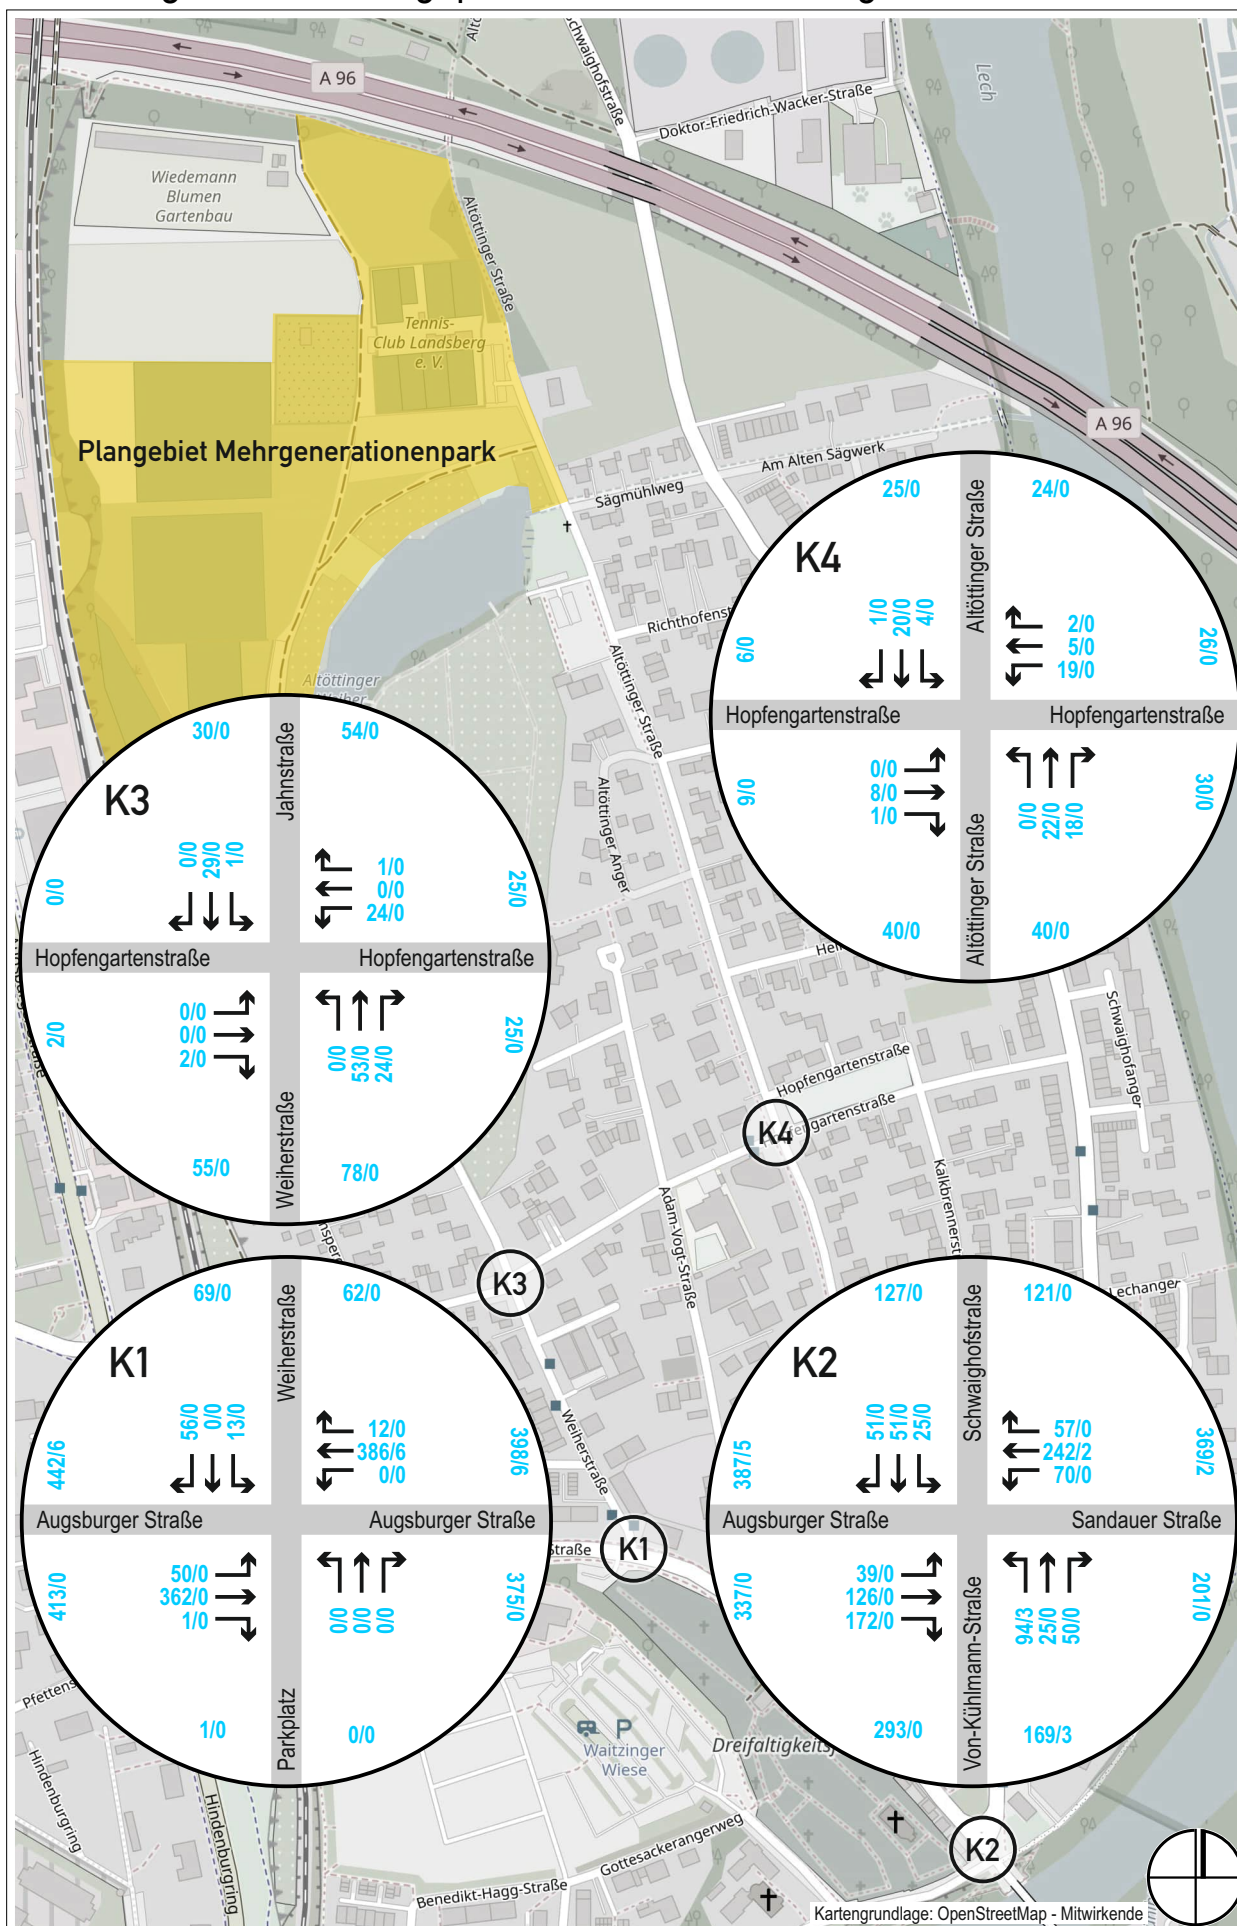 A 96
Schwaighofstraße
Doktor-Friedrich-Wacker-Straße
Lech
Wiedemann
Blumen
Gartenbau
Altöttinger Straße
Tennis-
Club Landsberg
e. V.
A 96
Plangebiet Mehrgenerationenpark
Am Alten Sägwerk
Sägmühlweg
Richthofenst
Altöttinger
Altöttinger Straße
Altöttinger Anger
K4
25/0
24/0
Altöttinger Straße
1/0
20/0
4/0
2/0
5/0
19/0
6/0
26/0
Hopfengartenstraße
Hopfengartenstraße
0/0
8/0
1/0
0/0
22/0
18/0
9/0
30/0
Altöttinger Straße
40/0
40/0
K3
30/0
54/0
Jahnstraße
0/0
29/0
1/0
1/0
0/0
24/0
0/0
25/0
Hopfengartenstraße
Hopfengartenstraße
0/0
0/0
2/0
0/0
53/0
24/0
2/0
25/0
Weiherstraße
55/0
78/0
Schwaighofanger
Hopfengartenstraße
K4
Adam-Vogt-Straße
K3
Lechanger
Weiherstraße
K1
69/0
62/0
Weiherstraße
56/0
0/0
13/0
12/0
386/6
0/0
442/6
398/6
Augsburger Straße
Augsburger Straße
50/0
362/0
1/0
0/0
0/0
0/0
413/0
375/0
Parkplatz
1/0
0/0
K1
K2
127/0
121/0
Schwaighofstraße
51/0
51/0
25/0
57/0
242/2
70/0
387/5
369/2
Augsburger Straße
Sandauer Straße
39/0
126/0
172/0
94/3
25/0
50/0
337/0
201/0
Von-Kühlmann-Straße
293/0
169/3
P
Waitzinger
Wiese
Hindenburgring
Hindenburgring
Gottesackerangerweg
Benedikt-Hagg-Straße
K2
Kartengrundlage: OpenStreetMap - Mitwirkende